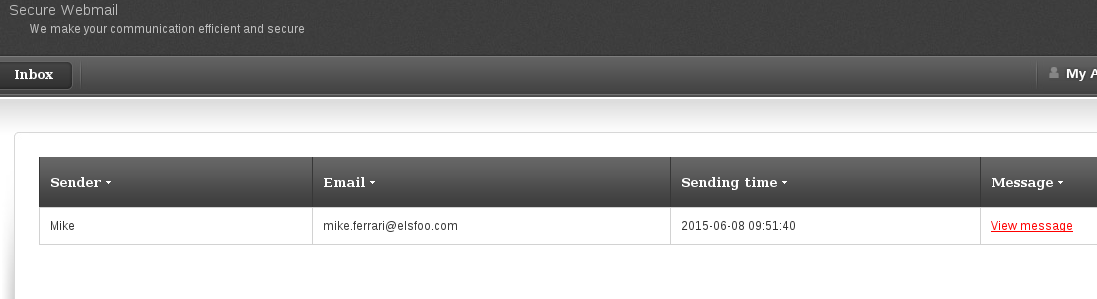 Secure Webmail
We make your communication efficient and secure
Inbox
My A
Sender Email Sending time Message
Mike mike.ferrari@elsfoo.com 2015-06-08 09:51:40 View message